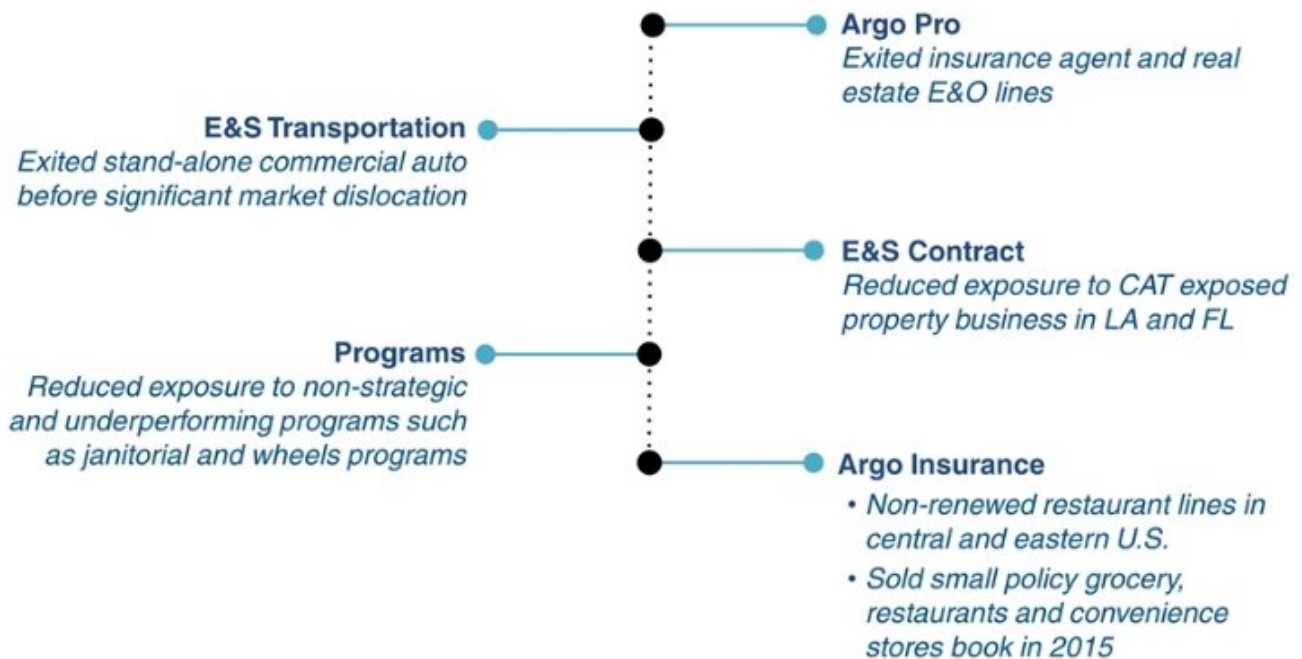 Argo Pro
Exited insurance agent and real
estate E&O lines
E&S Transportation
Exited stand-alone commercial auto
before significant market dislocation
E&S Contract
Reduced exposure to CAT exposed
property business in LA and FL
Programs
Reduced exposure to non-strategic
and underperforming programs such
as janitorial and wheels programs
Argo Insurance
• Non-renewed restaurant lines in
central and eastern U.S.
• Sold small policy grocery,
restaurants and convenience
stores book in 2015